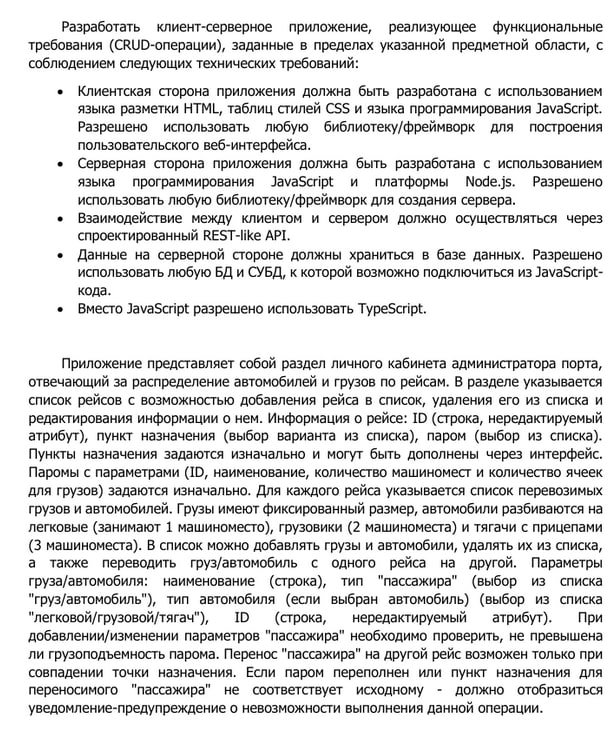 Разработать клиент-серверное приложение, реализующее функциональные
требования (CRUD-операции), заданные в пределах указанной предметной области, с
соблюдением следующих технических требований:
• Клиентская сторона приложения должна быть разработана с использованием
языка разметки HTML, таблиц стилей CSS и языка программирования JavaScript.
Разрешено использовать любую библиотеку/фреймворк для построения
пользовательского веб-интерфейса.
• Серверная сторона приложения должна быть разработана с использованием
языка программирования JavaScript и платформы Node.js. Разрешено
использовать любую библиотеку/фреймворк для создания сервера.
• Взаимодействие между клиентом и сервером должно осуществляться через
спроектированный REST-like API.
• Данные на серверной стороне должны храниться в базе данных. Разрешено
использовать любую БД и СУБД, к которой возможно подключиться из JavaScript-
кода.
• Вместо JavaScript разрешено использовать TypeScript.
Приложение представляет собой раздел личного кабинета администратора порта,
отвечающий за распределение автомобилей и грузов по рейсам. В разделе указывается
список рейсов с возможностью добавления рейса в список, удаления его из списка и
редактирования информации о нем. Информация о рейсе: ID (строка, нередактируемый
атрибут), пункт назначения (выбор варианта из списка), паром (выбор из списка).
Пункты назначения задаются изначально и могут быть дополнены через интерфейс.
Паромы с параметрами (ID, наименование, количество машиномест и количество ячеек
для грузов) задаются изначально. Для каждого рейса указывается список перевозимых
грузов и автомобилей. Грузы имеют фиксированный размер, автомобили разбиваются на
легковые (занимают 1 машиноместо), грузовики (2 машиноместа) и тягачи с прицепами
(3 машиноместа). В список можно добавлять грузы и автомобили, удалять их из списка,
а также переводить груз/автомобиль с одного рейса на другой. Параметры
груза/автомобиля: наименование (строка), тип "пассажира" (выбор из списка
"груз/автомобиль"), тип автомобиля (если выбран автомобиль) (выбор из списка
"легковой/грузовой/тягач"), ID (строка, нередактируемый атрибут). При
добавлении/изменении параметров "пассажира" необходимо проверить, не превышена
ли грузоподъемность парома. Перенос "пассажира" на другой рейс возможен только при
совпадении точки назначения. Если паром переполнен или пункт назначения для
переносимого "пассажира" не соответствует исходному - должно отобразиться
уведомление-предупреждение о невозможности выполнения данной операции.